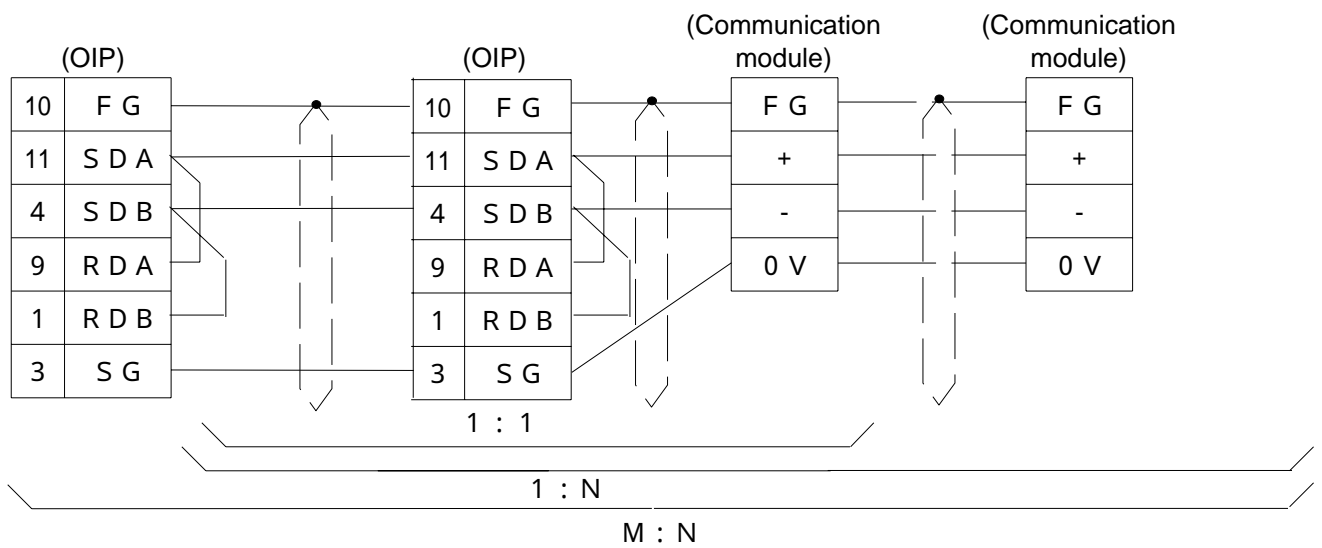 (OIP)
(OIP)
(Communication
module)
(Communication
module)
10 F G
10 F G
F G
F G
11 S D A
11 S D A
+
+
4 S D B
4 S D B
-
-
9 R D A
9 R D A
0 V
0 V
1 R D B
1 R D B
3 S G
3 S G
1 : 1
1 : N
M : N